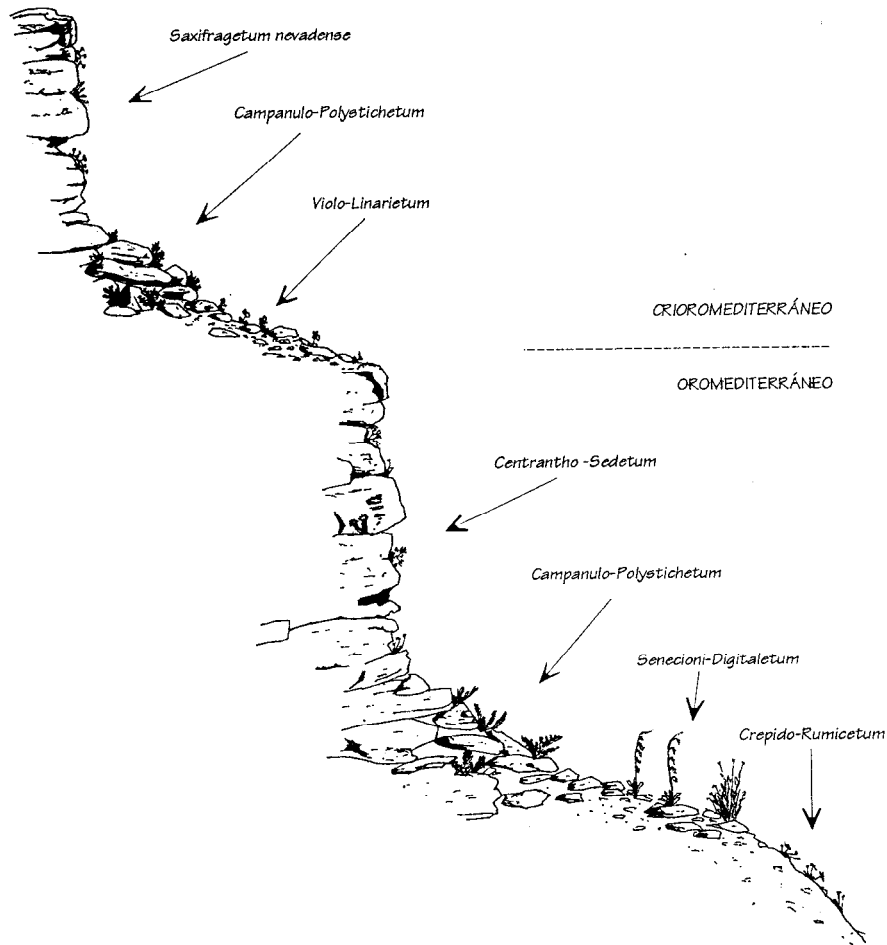 Saxifragetum nevadense
Campanulo-Polystichetum
Violo-Linarietum
CRIOROMEDITERRÁNEO
OROMEDITERRÁNEO
Centrantho-Sedetum
Campanulo-Polystichetum
Senecioni-Digitaletum
Crepido-Rumicetum